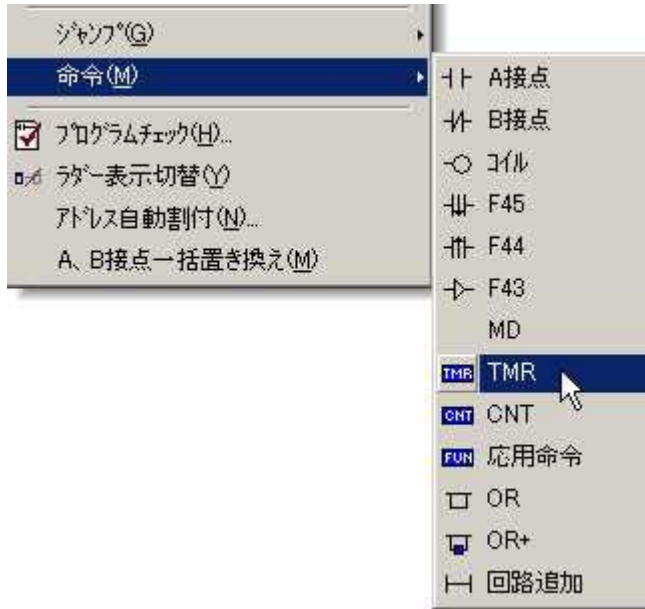 ｼﾞｬﾝﾌﾟ(G)
命令(M)
ﾌﾟﾛｸﾞﾗﾑﾁｪｯｸ(H)...
ﾗﾀﾞｰ表示切替(Y)
ｱﾄﾞﾚｽ自動割付(N)...
A、B接点一括置き換え(M)
A接点
B接点
ｺｲﾙ
F45
F44
F43
MD
TMR TMR
CNT CNT
FUN 応用命令
OR
OR+
回路追加